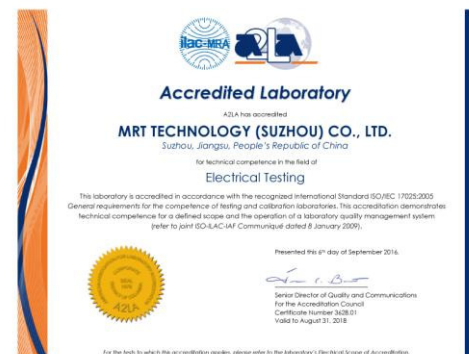 ilac-MRA
A2LA
Accredited Laboratory
A2LA has accredited
MRT TECHNOLOGY (SUZHOU) CO., LTD.
Suzhou, Jiangsu, People's Republic of China
for technical competence in the field of
Electrical Testing
This laboratory is accredited in accordance with the recognized International Standard ISO/IEC 17025:2005
General requirements for the competence of testing and calibration laboratories. This accreditation demonstrates
technical competence for a defined scope and the operation of a laboratory quality management system
(refer to joint ISO-ILAC-IAF Communiqué dated 8 January 2009).
Presented this 6th day of September 2016.
Senior Director of Quality and Communications
For the Accreditation Council
Certificate Number 3628.01
Valid to August 31, 2018
CORPORATE
SEAL
1978
A2LA
For the tests to which this accreditation applies, please refer to the laboratory's Electrical Scope of Accreditation.